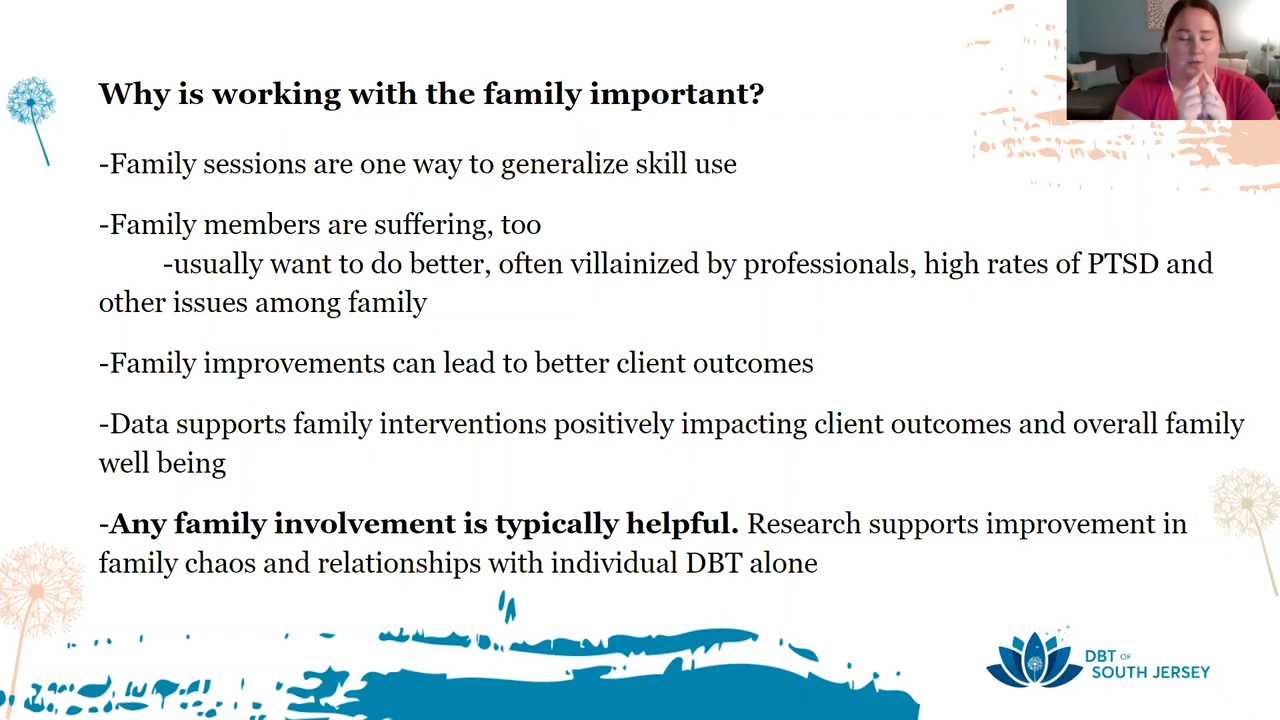 Why is working with the family important?
-Family sessions are one way to generalize skill use
-Family members are suffering, too
-usually want to do better, often villainized by professionals, high rates of PTSD and
other issues among family
-Family improvements can lead to better client outcomes
-Data supports family interventions positively impacting client outcomes and overall family
well being
-Any family involvement is typically helpful. Research supports improvement in
family chaos and relationships with individual DBT alone
DBT OF
SOUTH JERSEY